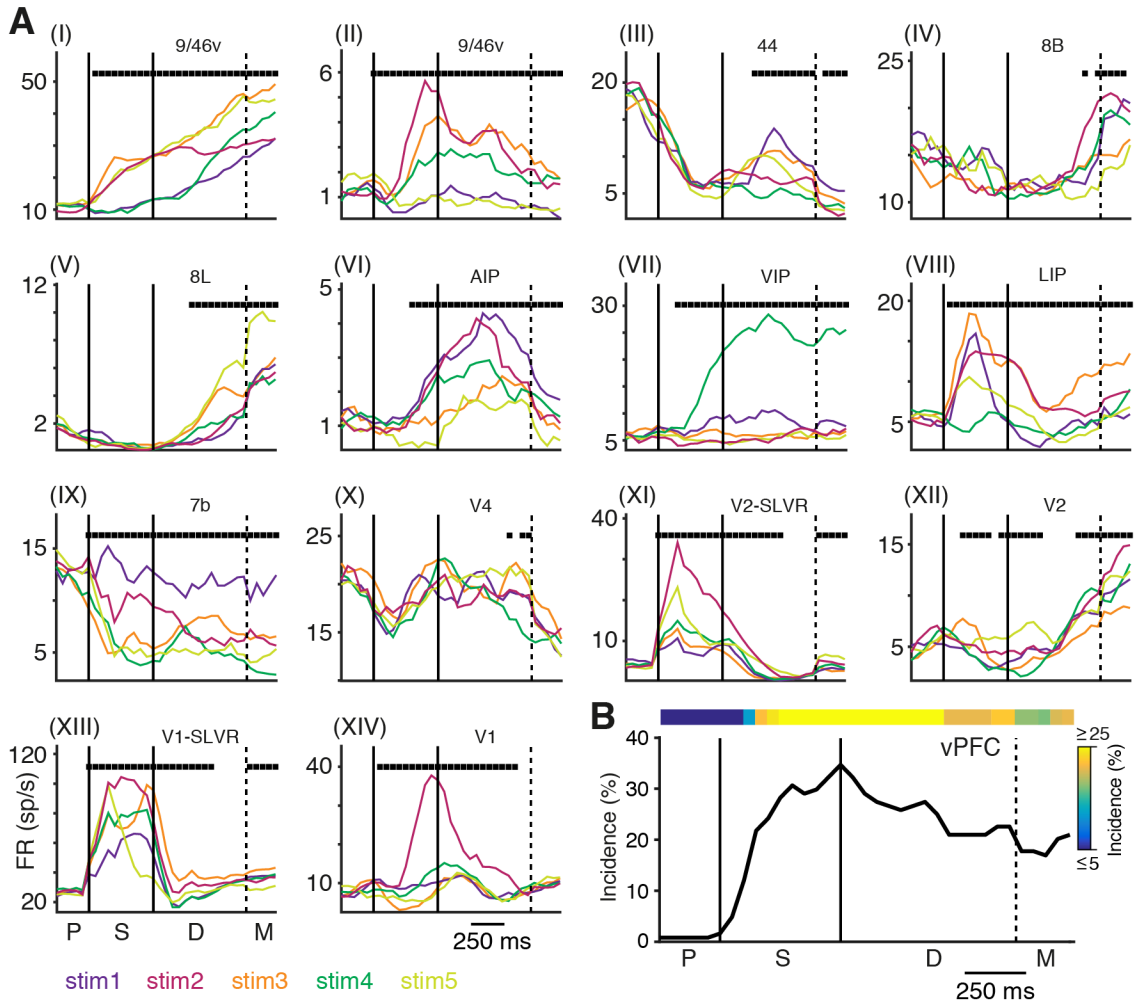 A
(I) 9/46v
50
10
(II) 9/46v
6
1
(III) 44
20
5
(IV) 8B
25
10
(V) 8L
12
2
(VI) AIP
5
1
(VII) VIP
30
5
(VIII) LIP
20
5
(IX) 7b
15
5
(X) V4
25
15
(XI) V2-SLVR
40
10
(XII) V2
15
5
(XIII) V1-SLVR
120
20
FR (sp/s)
P S D M
(XIV) V1
40
10
250 ms
stim1 stim2 stim3 stim4 stim5
B
vPFC
40
30
20
10
0
Incidence (%)
P S D M
250 ms
≥25
≤5
Incidence (%)